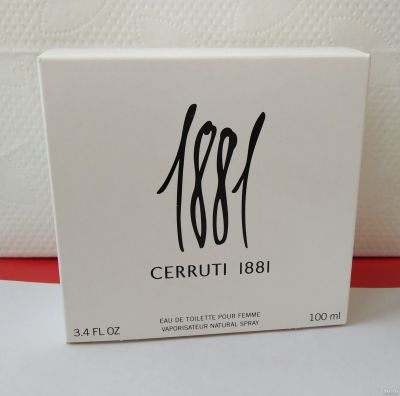 1881
CERRUTI 1881
EAU DE TOILETTE POUR FEMME
VAPORISATEUR NATURAL SPRAY
3.4 FL OZ
100 ml